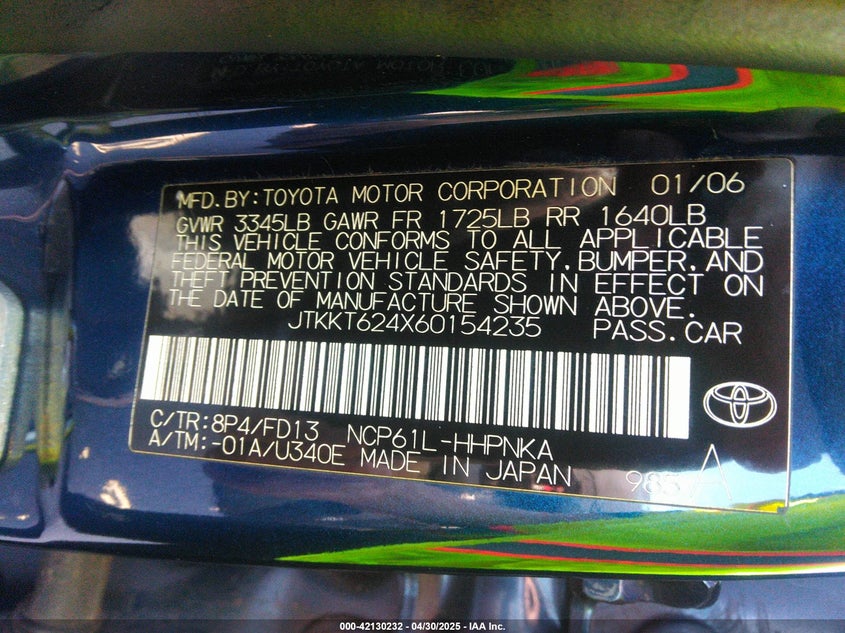 MFD.BY:TOYOTA MOTOR CORPORATION 01/06
GVWR 3345LB GAWR FR 1725LB RR 1640LB
THIS VEHICLE CONFORMS TO ALL APPLICABLE
FEDERAL MOTOR VEHICLE SAFETY,BUMPER,AND
THEFT PREVENTION STANDARDS IN EFFECT ON
THE DATE OF MANUFACTURE SHOWN ABOVE.
JTKKT624X60154235 PASS.CAR
C/TR:8P4/FD13 NCP61L-HHPNKA
A/TM:-01A/U340E MADE IN JAPAN
A
000-42130232 - 04/30/2025 - IAA Inc.